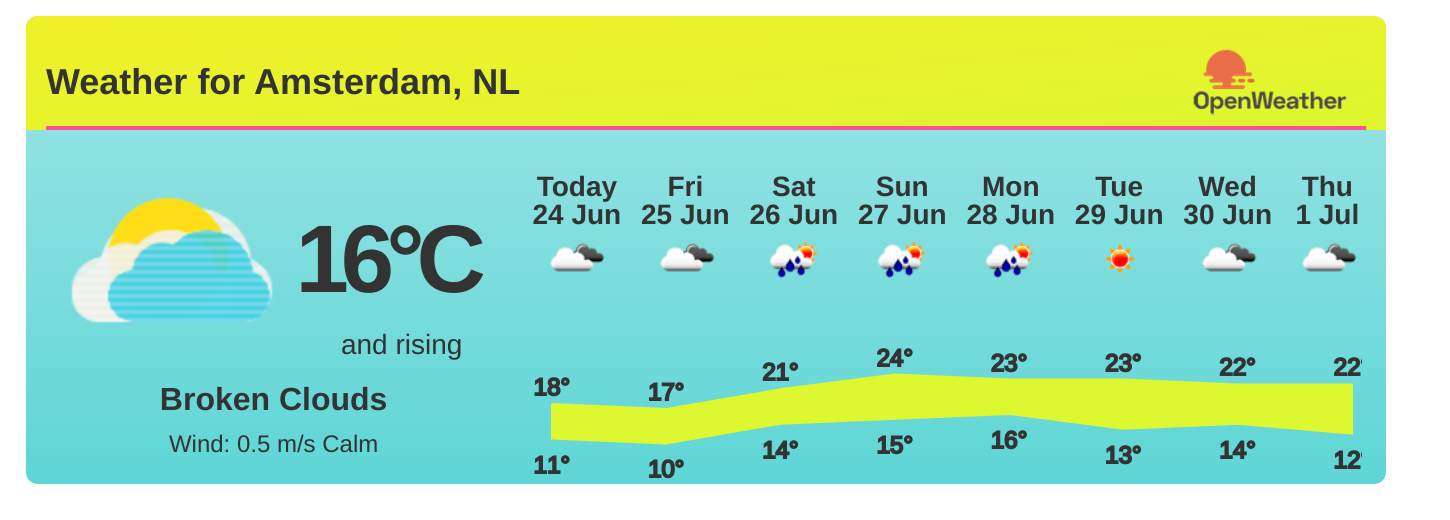 Weather for Amsterdam, NL
OpenWeather
16°C
and rising
Broken Clouds
Wind: 0.5 m/s Calm
Today Fri Sat Sun Mon Tue Wed Thu
24 Jun 25 Jun 26 Jun 27 Jun 28 Jun 29 Jun 30 Jun 1 Jul
18° 17° 21° 24° 23° 23° 22° 22°
11° 10° 14° 15° 16° 13° 14° 12°